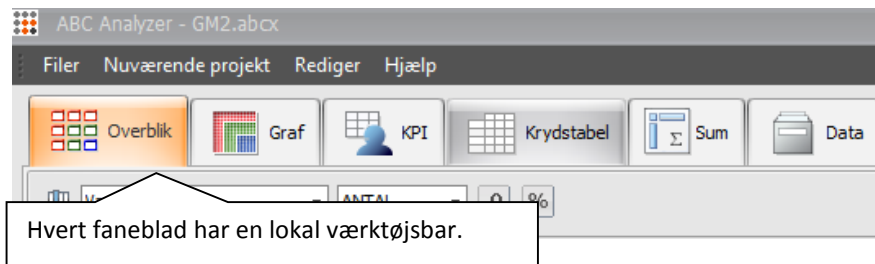 ABC Analyzer - GM2.abcx
Filer Nuværende projekt Rediger Hjælp
Overblik Graf KPI Krydstabel Σ Sum Data
ANTAL %
Hvert faneblad har en lokal værktøjsbar.